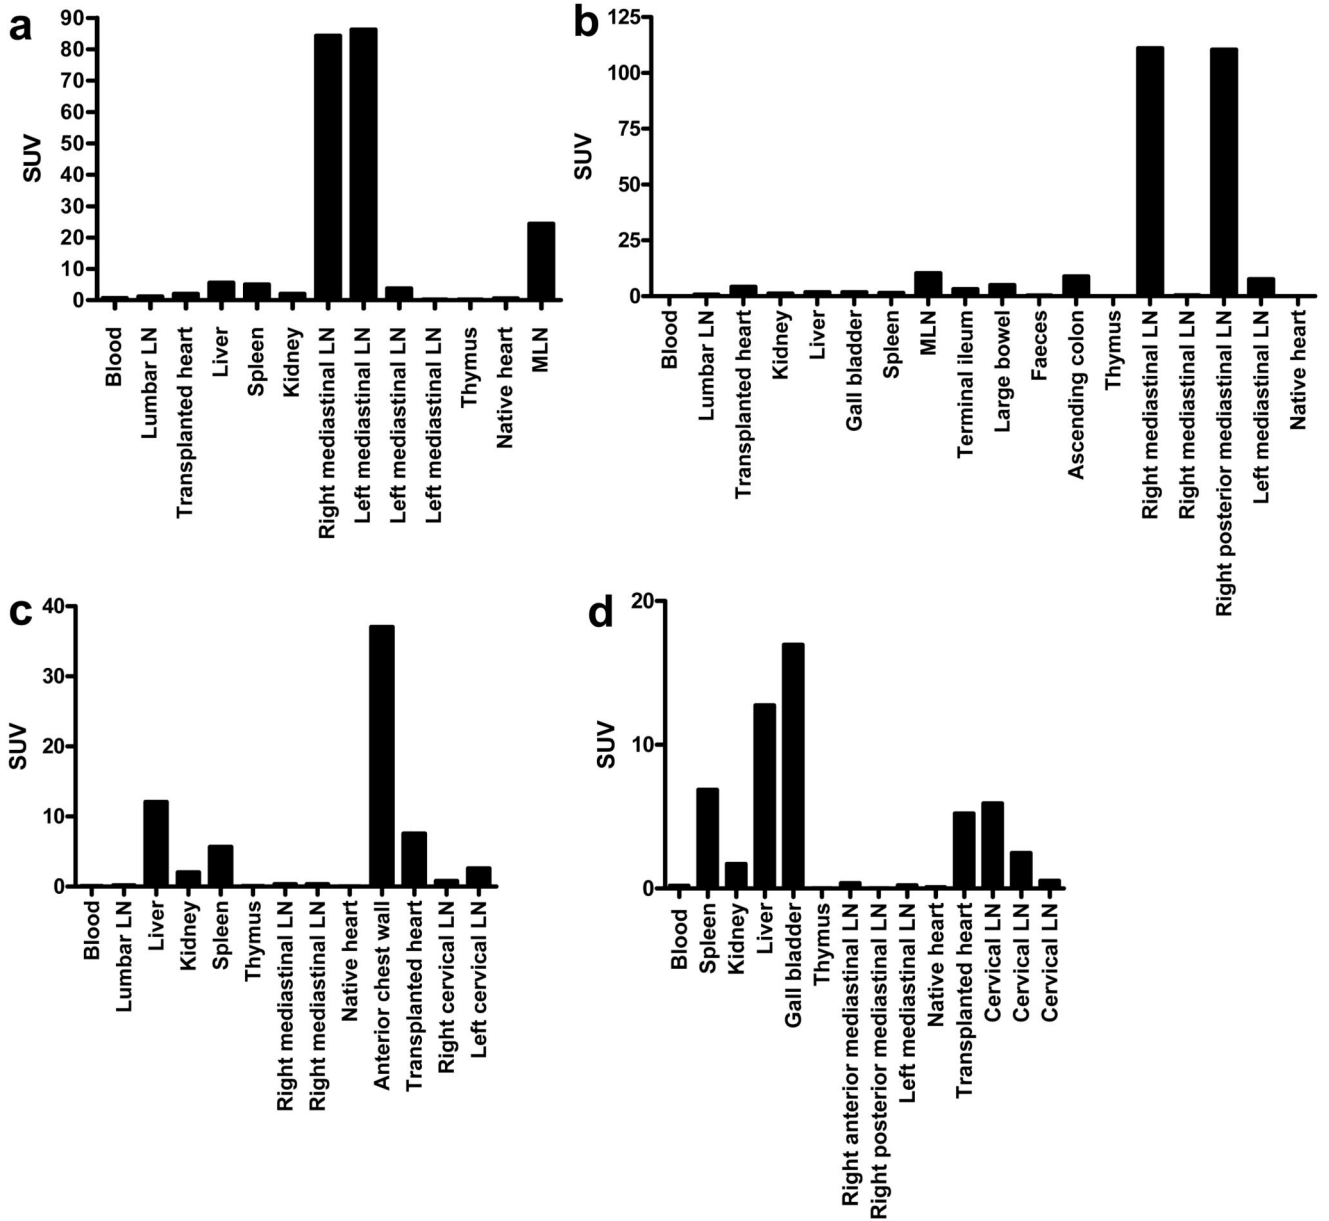 a
90
80
70
60
50
40
30
20
10
0
SUV
Blood
Lumbar LN
Transplanted heart
Liver
Spleen
Kidney
Right mediastinal LN
Left mediastinal LN
Left mediastinal LN
Left mediastinal LN
Thymus
Native heart
MLN
b
125
100
75
50
25
0
SUV
Blood
Lumbar LN
Transplanted heart
Kidney
Liver
Gall bladder
Spleen
MLN
Terminal ileum
Large bowel
Faeces
Ascending colon
Thymus
Right mediastinal LN
Right mediastinal LN
Right posterior mediastinal LN
Left mediastinal LN
Native heart
c
40
30
20
10
0
SUV
Blood
Lumbar LN
Liver
Kidney
Spleen
Thymus
Right mediastinal LN
Right mediastinal LN
Native heart
Anterior chest wall
Transplanted heart
Right cervical LN
Left cervical LN
d
20
10
0
SUV
Blood
Spleen
Kidney
Liver
Gall bladder
Thymus
Right anterior mediastinal LN
Right posterior mediastinal LN
Left mediastinal LN
Native heart
Transplanted heart
Cervical LN
Cervical LN
Cervical LN